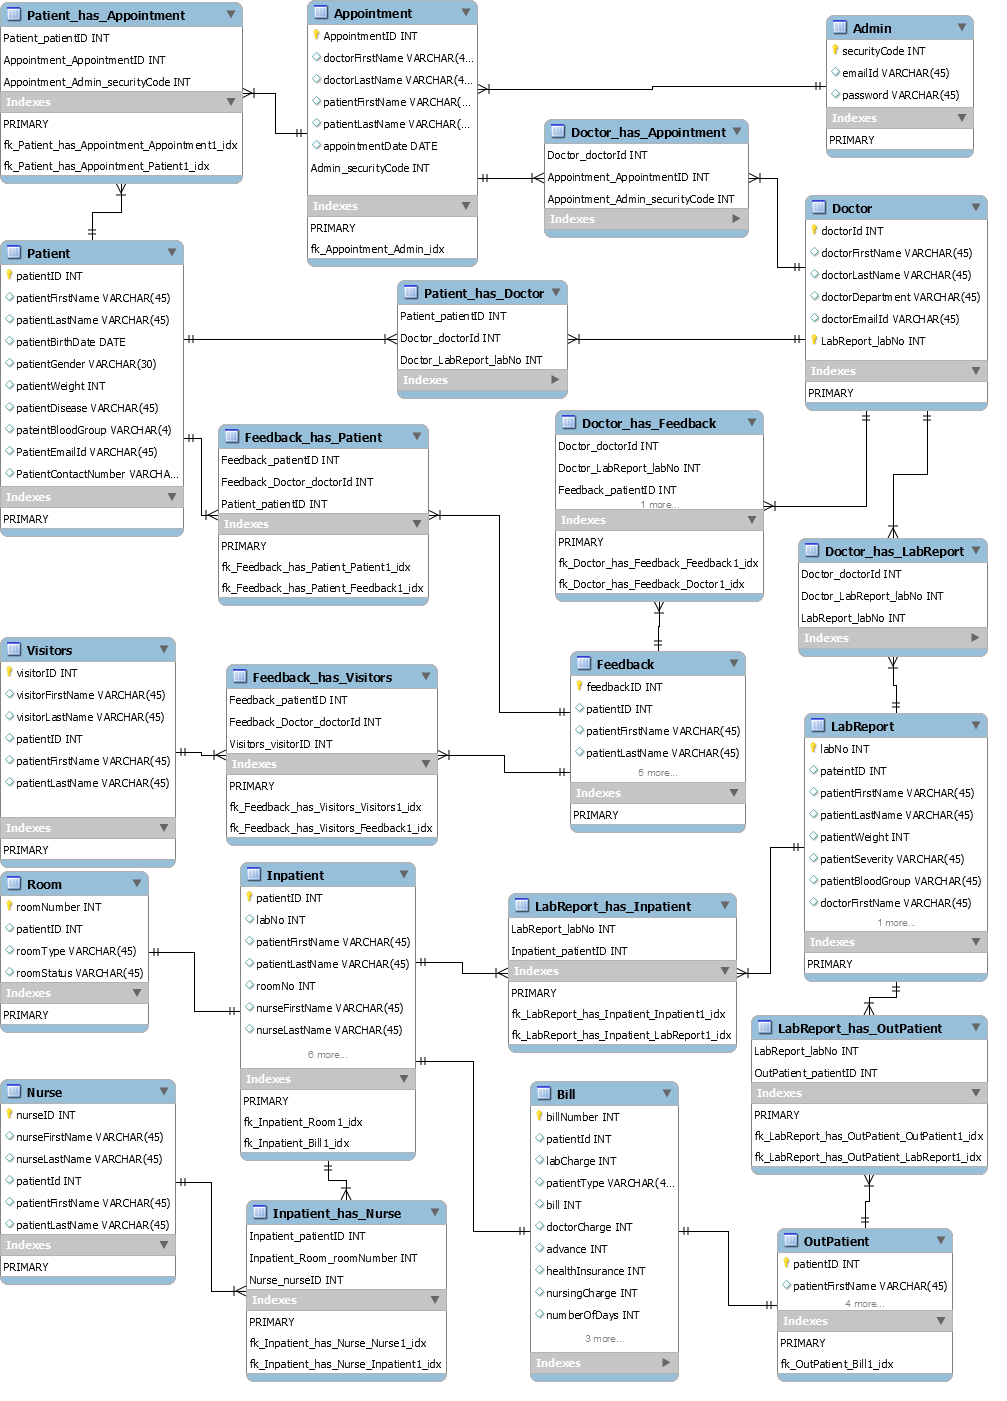 Patient_has_Appointment
Patient_patientID INT
Appointment_AppointmentID INT
Appointment_Admin_securityCode INT
Indexes
PRIMARY
fk_Patient_has_Appointment_Appointment1_idx
fk_Patient_has_Appointment_Patient1_idx
Appointment
AppointmentID INT
doctorFirstName VARCHAR(4...
doctorLastName VARCHAR(4...
patientFirstName VARCHAR(...
patientLastName VARCHAR(...
appointmentDate DATE
Admin_securityCode INT
Indexes
PRIMARY
fk_Appointment_Admin_idx
Admin
securityCode INT
emailId VARCHAR(45)
password VARCHAR(45)
Indexes
PRIMARY
Doctor_has_Appointment
Doctor_doctorId INT
Appointment_AppointmentID INT
Appointment_Admin_securityCode INT
Indexes
Doctor
doctorId INT
doctorFirstName VARCHAR(45)
doctorLastName VARCHAR(45)
doctorDepartment VARCHAR(45)
doctorEmailId VARCHAR(45)
LabReport_labNo INT
Indexes
PRIMARY
Patient
patientID INT
patientFirstName VARCHAR(45)
patientLastName VARCHAR(45)
patientBirthDate DATE
patientGender VARCHAR(30)
patientWeight INT
patientDisease VARCHAR(45)
pateintBloodGroup VARCHAR(4)
PatientEmailId VARCHAR(45)
PatientContactNumber VARCHA...
Indexes
PRIMARY
Patient_has_Doctor
Patient_patientID INT
Doctor_doctorId INT
Doctor_LabReport_labNo INT
Indexes
Feedback_has_Patient
Feedback_patientID INT
Feedback_Doctor_doctorId INT
Patient_patientID INT
Indexes
PRIMARY
fk_Feedback_has_Patient_Patient1_idx
fk_Feedback_has_Patient_Feedback1_idx
Doctor_has_Feedback
Doctor_doctorId INT
Doctor_LabReport_labNo INT
Feedback_patientID INT
1 more...
Indexes
PRIMARY
fk_Doctor_has_Feedback_Feedback1_idx
fk_Doctor_has_Feedback_Doctor1_idx
Doctor_has_LabReport
Doctor_doctorId INT
Doctor_LabReport_labNo INT
LabReport_labNo INT
Indexes
Visitors
visitorID INT
visitorFirstName VARCHAR(45)
visitorLastName VARCHAR(45)
patientID INT
patientFirstName VARCHAR(45)
patientLastName VARCHAR(45)
Indexes
PRIMARY
Feedback_has_Visitors
Feedback_patientID INT
Feedback_Doctor_doctorId INT
Visitors_visitorID INT
Indexes
PRIMARY
fk_Feedback_has_Visitors_Visitors1_idx
fk_Feedback_has_Visitors_Feedback1_idx
Feedback
feedbackID INT
patientID INT
patientFirstName VARCHAR(45)
patientLastName VARCHAR(45)
5 more...
Indexes
PRIMARY
LabReport
labNo INT
pateintID INT
patientFirstName VARCHAR(45)
patientLastName VARCHAR(45)
patientWeight INT
patientSeverity VARCHAR(45)
patientBloodGroup VARCHAR(45)
doctorFirstName VARCHAR(45)
1 more...
Indexes
PRIMARY
Room
roomNumber INT
patientID INT
roomType VARCHAR(45)
roomStatus VARCHAR(45)
Indexes
PRIMARY
Inpatient
patientID INT
labNo INT
patientFirstName VARCHAR(45)
patientLastName VARCHAR(45)
roomNo INT
nurseFirstName VARCHAR(45)
nurseLastName VARCHAR(45)
6 more...
Indexes
PRIMARY
fk_Inpatient_Room1_idx
fk_Inpatient_Bill1_idx
LabReport_has_Inpatient
LabReport_labNo INT
Inpatient_patientID INT
Indexes
PRIMARY
fk_LabReport_has_Inpatient_Inpatient1_idx
fk_LabReport_has_Inpatient_LabReport1_idx
LabReport_has_OutPatient
LabReport_labNo INT
OutPatient_patientID INT
Indexes
PRIMARY
fk_LabReport_has_OutPatient_OutPatient1_idx
fk_LabReport_has_OutPatient_LabReport1_idx
Nurse
nurseID INT
nurseFirstName VARCHAR(45)
nurseLastName VARCHAR(45)
patientId INT
patientFirstName VARCHAR(45)
patientLastName VARCHAR(45)
Indexes
PRIMARY
Inpatient_has_Nurse
Inpatient_patientID INT
Inpatient_Room_roomNumber INT
Nurse_nurseID INT
Indexes
PRIMARY
fk_Inpatient_has_Nurse_Nurse1_idx
fk_Inpatient_has_Nurse_Inpatient1_idx
Bill
billNumber INT
patientId INT
labCharge INT
patientType VARCHAR(4...
bill INT
doctorCharge INT
advance INT
healthInsurance INT
nursingCharge INT
numberOfDays INT
3 more...
Indexes
OutPatient
patientID INT
patientFirstName VARCHAR(45)
4 more...
Indexes
PRIMARY
fk_OutPatient_Bill1_idx